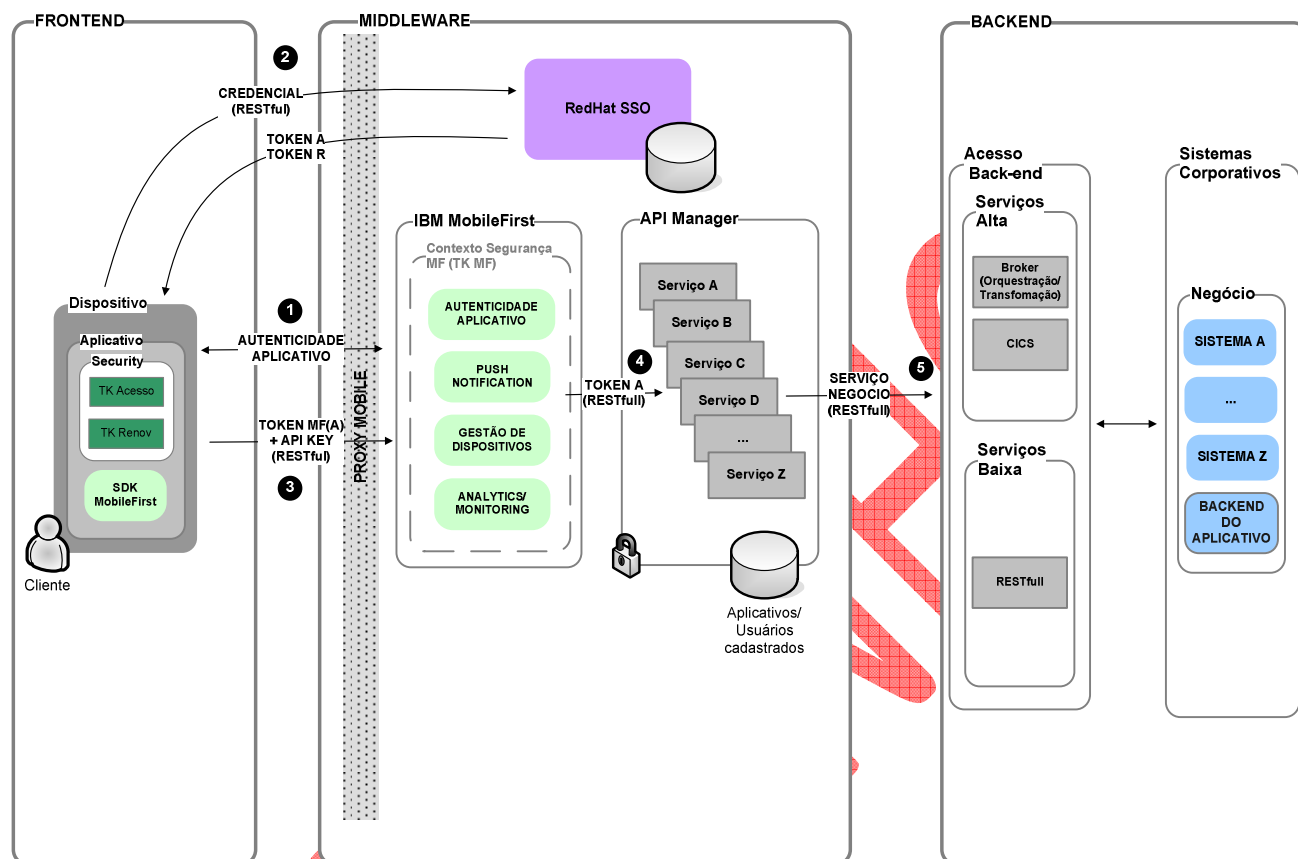 FRONTEND
MIDDLEWARE
BACKEND
2
CREDENCIAL
(RESTful)
TOKEN A
TOKEN R
RedHat SSO
Dispositivo
Aplicativo
Security
TK Acesso
TK Renov
SDK
MobileFirst
Cliente
1
AUTENTICIDADE
APLICATIVO
TOKEN MF(A)
+ API KEY
(RESTful)
3
PROXY MOBILE
IBM MobileFirst
Contexto Segurança
MF (TK MF)
AUTENTICIDADE
APLICATIVO
PUSH
NOTIFICATION
GESTÃO DE
DISPOSITIVOS
ANALYTICS/
MONITORING
4
TOKEN A
(RESTfull)
API Manager
Serviço A
Serviço B
Serviço C
Serviço D
...
Serviço Z
Aplicativos/
Usuários
cadastrados
5
SERVIÇO
NEGOCIO
(RESTfull)
Acesso
Back-end
Serviços
Alta
Broker
(Orquestração/
Transfomação)
CICS
Serviços
Baixa
RESTfull
Sistemas
Corporativos
Negócio
SISTEMA A
...
SISTEMA Z
BACKEND
DO
APLICATIVO